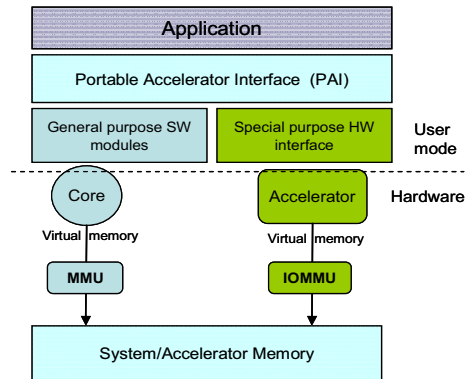 Application
Portable Accelerator Interface (PAI)
General purpose SW
modules
Special purpose HW
interface
User
mode
Core
Accelerator
Hardware
Virtual memory
Virtual memory
MMU
IOMMU
System/Accelerator Memory